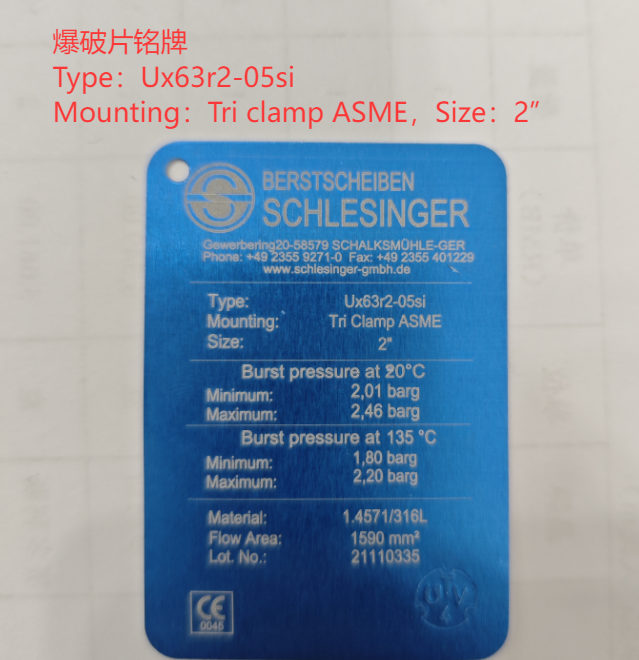 爆破片铭牌
Type：Ux63r2-05si
Mounting：Tri clamp ASME，Size：2”
BERSTSCHEIBEN
SCHLESINGER
Gewerbering20-58579 SCHALKSMÜHLE-GER
Phone: +49 2355 9271-0 Fax: +49 2355 401229
www.schlesinger-gmbh.de
Type: Ux63r2-05si
Mounting: Tri Clamp ASME
Size: 2"
Burst pressure at 20°C
Minimum: 2,01 barg
Maximum: 2,46 barg
Burst pressure at 135 °C
Minimum: 1,80 barg
Maximum: 2,20 barg
Material: 1.4571/316L
Flow Area: 1590 mm²
Lot. No.: 21110335
CE
0045